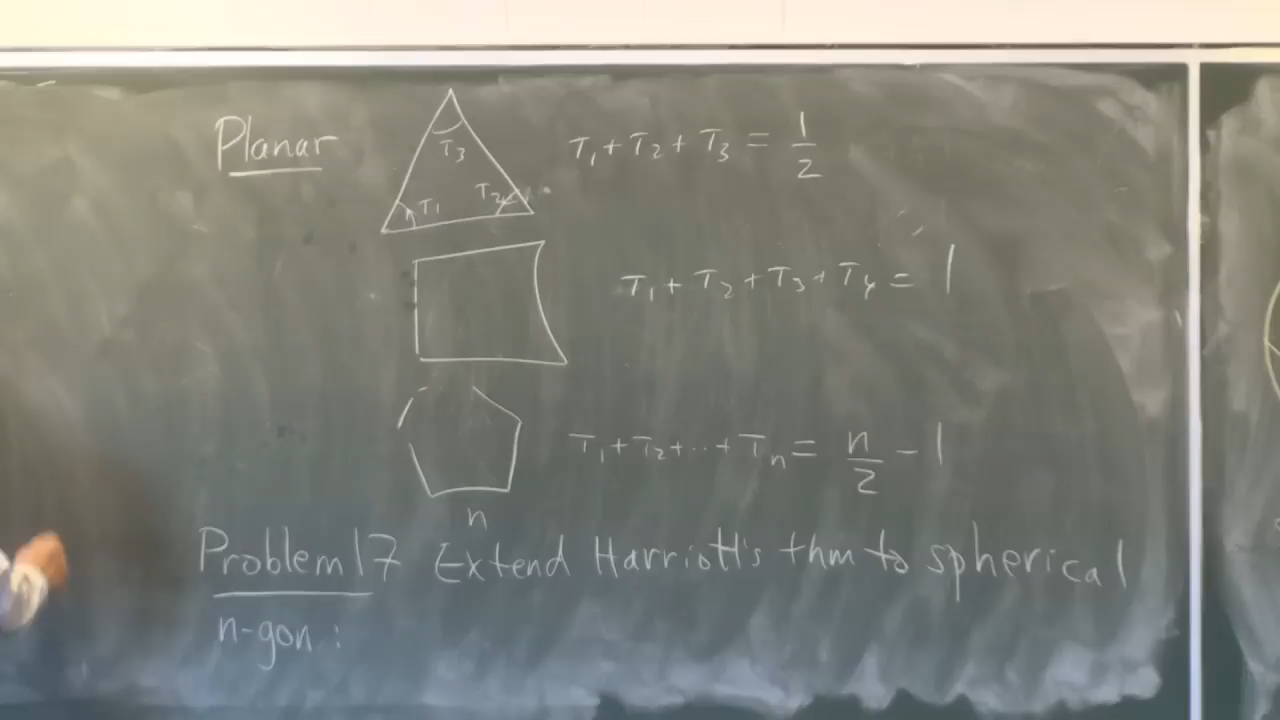 Planar
T₃
T₁ T₂
T₁ + T₂ + T₃ = 1/2
T₁ + T₂ + T₃ + T₄ = 1
T₁ + T₂ + ... + Tₙ = n/2 - 1
n
Problem 17 Extend Harriott's thm to spherical
n-gon :